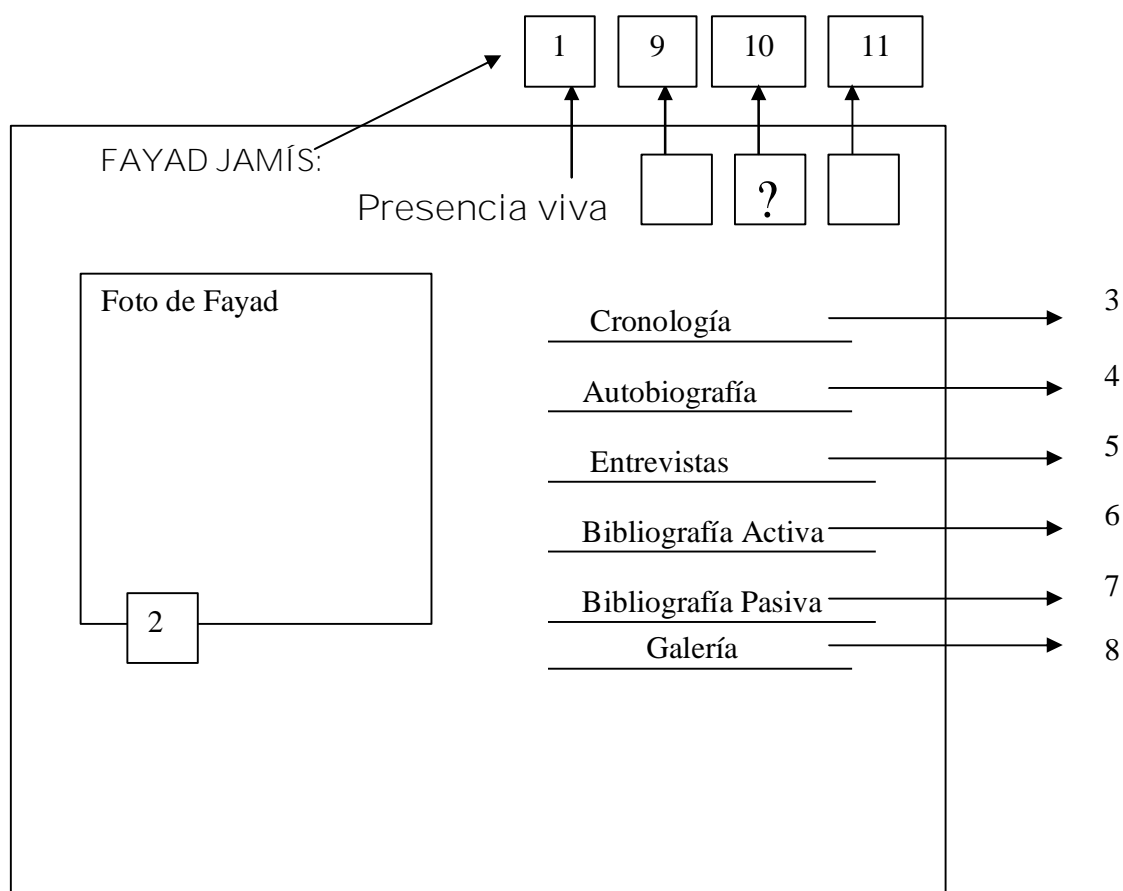 1 9 10 11
FAYAD JAMÍS:
Presencia viva ?
Foto de Fayad
Cronología 3
Autobiografía 4
Entrevistas 5
Bibliografía Activa 6
Bibliografía Pasiva 7
2
Galería 8